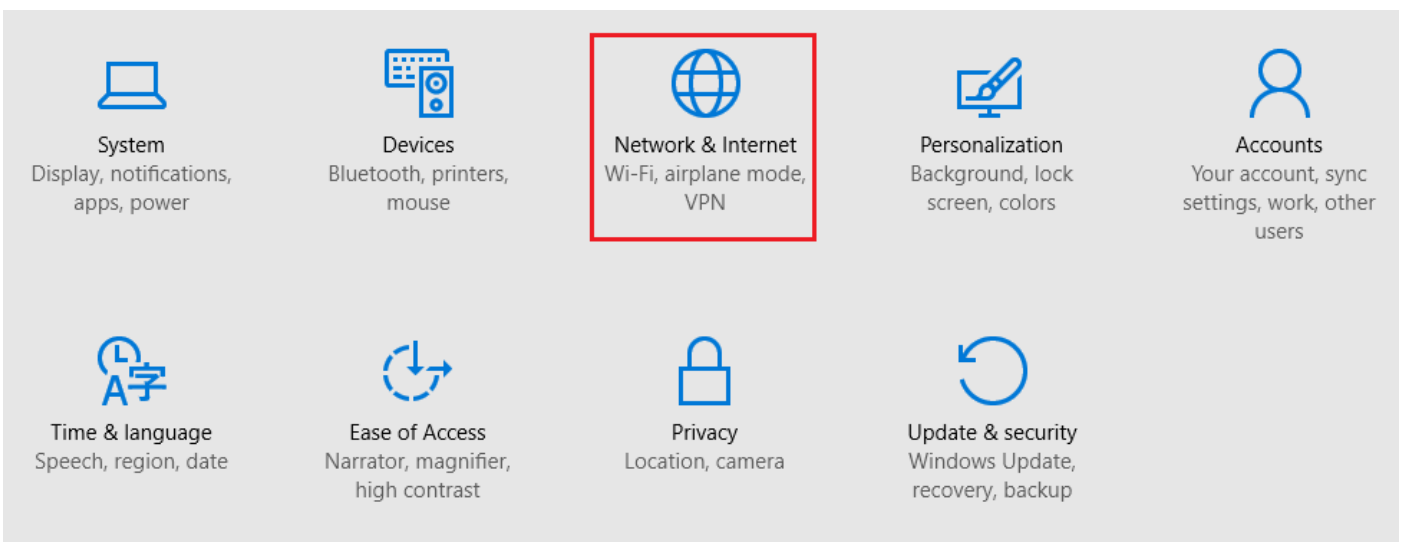 System
Display, notifications,
apps, power
Devices
Bluetooth, printers,
mouse
Network & Internet
Wi-Fi, airplane mode,
VPN
Personalization
Background, lock
screen, colors
Accounts
Your account, sync
settings, work, other
users
A字
Time & language
Speech, region, date
Ease of Access
Narrator, magnifier,
high contrast
Privacy
Location, camera
Update & security
Windows Update,
recovery, backup